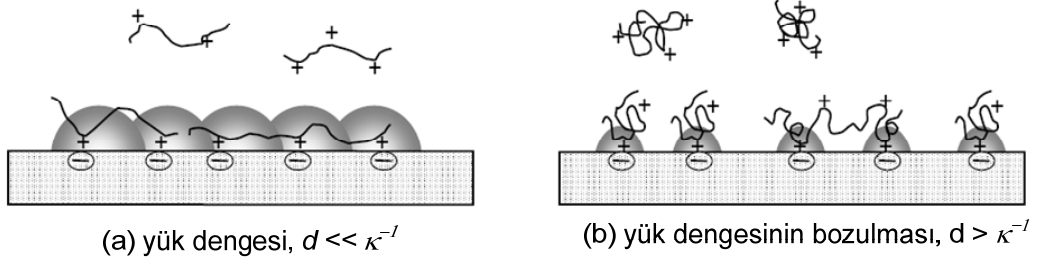 (a) yük dengesi, d << κ⁻¹
(b) yük dengesinin bozulması, d > κ⁻¹